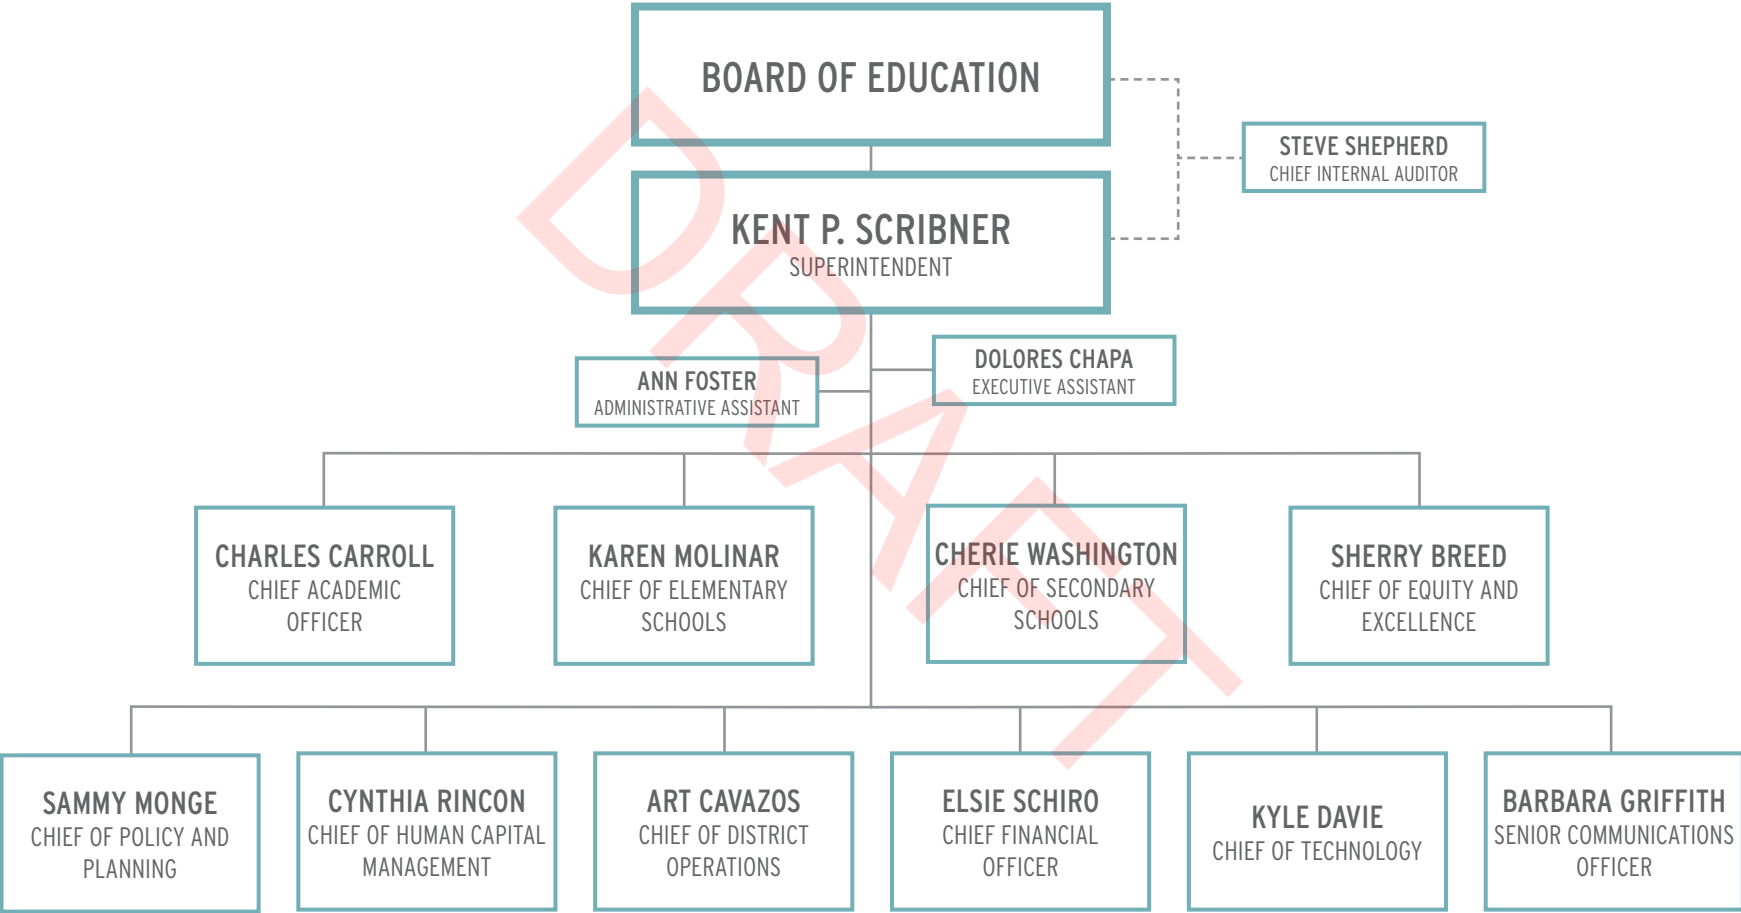 BOARD OF EDUCATION
STEVE SHEPHERD
CHIEF INTERNAL AUDITOR
KENT P. SCRIBNER
SUPERINTENDENT
DOLORES CHAPA
EXECUTIVE ASSISTANT
ANN FOSTER
ADMINISTRATIVE ASSISTANT
DRAFT
CHARLES CARROLL
CHIEF ACADEMIC
OFFICER
KAREN MOLINAR
CHIEF OF ELEMENTARY
SCHOOLS
CHERIE WASHINGTON
CHIEF OF SECONDARY
SCHOOLS
SHERRY BREED
CHIEF OF EQUITY AND
EXCELLENCE
SAMMY MONGE
CHIEF OF POLICY AND
PLANNING
CYNTHIA RINCON
CHIEF OF HUMAN CAPITAL
MANAGEMENT
ART CAVAZOS
CHIEF OF DISTRICT
OPERATIONS
ELSIE SCHIRO
CHIEF FINANCIAL
OFFICER
KYLE DAVIE
CHIEF OF TECHNOLOGY
BARBARA GRIFFITH
SENIOR COMMUNICATIONS
OFFICER